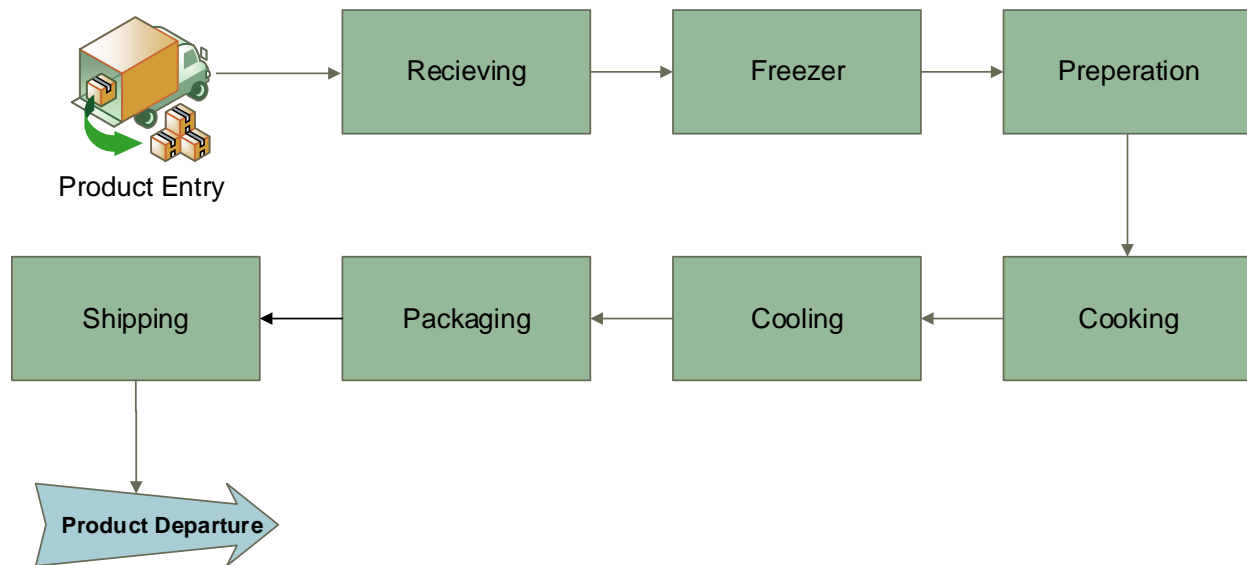 Recieving
Freezer
Preperation
Product Entry
Cooking
Cooling
Packaging
Shipping
Product Departure